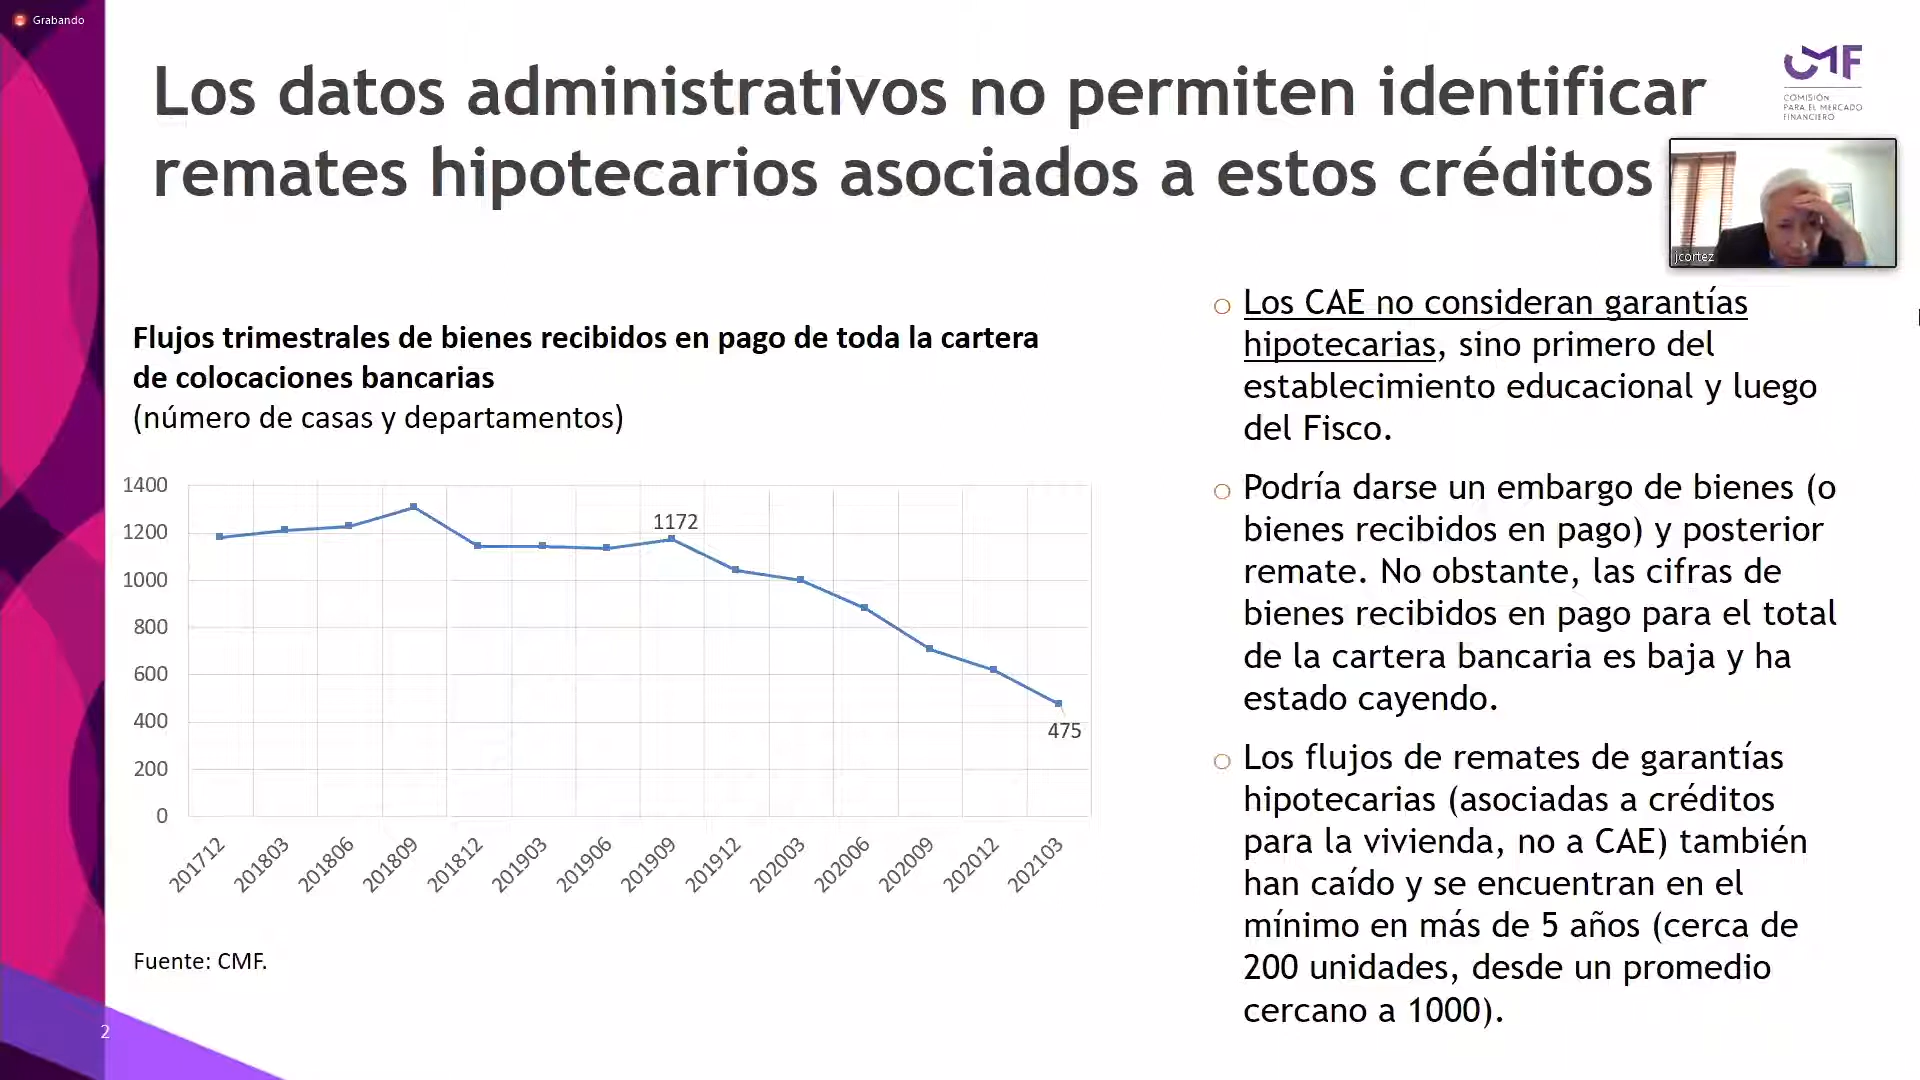 Grabando
Los datos administrativos no permiten identificar
remates hipotecarios asociados a estos créditos
CMF
COMISIÓN
PARA EL MERCADO
FINANCIERO
jcortez
Flujos trimestrales de bienes recibidos en pago de toda la cartera
de colocaciones bancarias
(número de casas y departamentos)
1400
1200
1000
800
600
400
200
0
1172
475
201712
201803
201806
201809
201812
201903
201906
201909
201912
202003
202006
202009
202012
202103
Fuente: CMF.
Los CAE no consideran garantías
hipotecarias, sino primero del
establecimiento educacional y luego
del Fisco.
Podría darse un embargo de bienes (o
bienes recibidos en pago) y posterior
remate. No obstante, las cifras de
bienes recibidos en pago para el total
de la cartera bancaria es baja y ha
estado cayendo.
Los flujos de remates de garantías
hipotecarias (asociadas a créditos
para la vivienda, no a CAE) también
han caído y se encuentran en el
mínimo en más de 5 años (cerca de
200 unidades, desde un promedio
cercano a 1000).
2